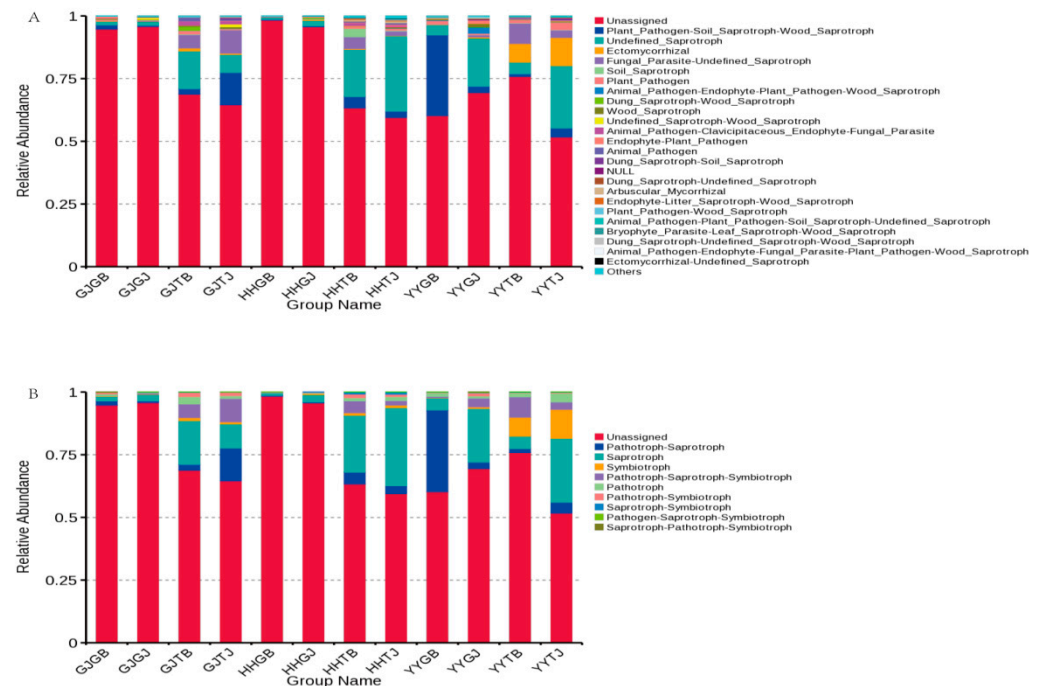 A
Relative Abundance
1
0.75
0.5
0.25
0
GJGB
GJGJ
GJTB
GJTJ
HHGB
HHGJ
HHTB
HHTJ
YYGB
YYGJ
YYTB
YYTJ
Group Name
Unassigned
Plant_Pathogen-Soil_Saprotroph-Wood_Saprotroph
Undefined_Saprotroph
Ectomycorrhizal
Fungal_Parasite-Undefined_Saprotroph
Soil_Saprotroph
Plant_Pathogen
Animal_Pathogen-Endophyte-Plant_Pathogen-Wood_Saprotroph
Dung_Saprotroph-Wood_Saprotroph
Wood_Saprotroph
Undefined_Saprotroph-Wood_Saprotroph
Animal_Pathogen-Clavicipitaceous_Endophyte-Fungal_Parasite
Endophyte-Plant_Pathogen
Animal_Pathogen
Dung_Saprotroph-Soil_Saprotroph
NULL
Dung_Saprotroph-Undefined_Saprotroph
Arbuscular_Mycorrhizal
Endophyte-Litter_Saprotroph-Wood_Saprotroph
Plant_Pathogen-Wood_Saprotroph
Animal_Pathogen-Plant_Pathogen-Soil_Saprotroph-Undefined_Saprotroph
Bryophyte_Parasite-Leaf_Saprotroph-Wood_Saprotroph
Dung_Saprotroph-Undefined_Saprotroph-Wood_Saprotroph
Animal_Pathogen-Endophyte-Fungal_Parasite-Plant_Pathogen-Wood_Saprotroph
Ectomycorrhizal-Undefined_Saprotroph
Others
B
Relative Abundance
1
0.75
0.5
0.25
0
GJGB
GJGJ
GJTB
GJTJ
HHGB
HHGJ
HHTB
HHTJ
YYGB
YYGJ
YYTB
YYTJ
Group Name
Unassigned
Pathotroph-Saprotroph
Saprotroph
Symbiotroph
Pathotroph-Saprotroph-Symbiotroph
Pathotroph
Pathotroph-Symbiotroph
Saprotroph-Symbiotroph
Pathogen-Saprotroph-Symbiotroph
Saprotroph-Pathotroph-Symbiotroph